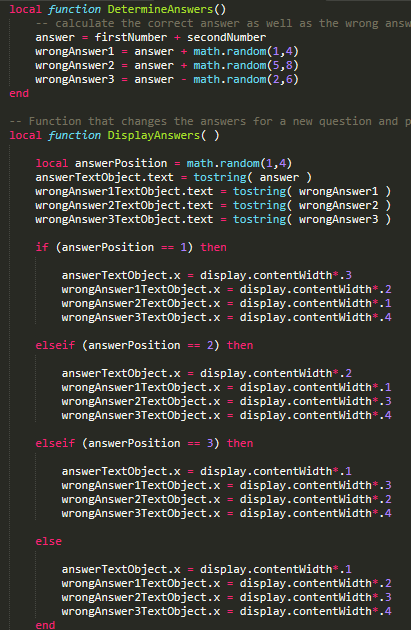 local function DetermineAnswers()
    -- calculate the correct answer as well as the wrong
    answer = firstNumber + secondNumber
    wrongAnswer1 = answer + math.random(1,4)
    wrongAnswer2 = answer + math.random(5,8)
    wrongAnswer3 = answer - math.random(2,6)
end

-- Function that changes the answers for a new question and
local function DisplayAnswers( )

    local answerPosition = math.random(1,4)
    answerTextObject.text = tostring( answer )
    wrongAnswer1TextObject.text = tostring( wrongAnswer1 )
    wrongAnswer2TextObject.text = tostring( wrongAnswer2 )
    wrongAnswer3TextObject.text = tostring( wrongAnswer3 )

    if (answerPosition == 1) then

        answerTextObject.x = display.contentWidth*.3
        wrongAnswer1TextObject.x = display.contentWidth*.2
        wrongAnswer2TextObject.x = display.contentWidth*.1
        wrongAnswer3TextObject.x = display.contentWidth*.4

    elseif (answerPosition == 2) then

        answerTextObject.x = display.contentWidth*.2
        wrongAnswer1TextObject.x = display.contentWidth*.1
        wrongAnswer2TextObject.x = display.contentWidth*.3
        wrongAnswer3TextObject.x = display.contentWidth*.4

    elseif (answerPosition == 3) then

        answerTextObject.x = display.contentWidth*.1
        wrongAnswer1TextObject.x = display.contentWidth*.3
        wrongAnswer2TextObject.x = display.contentWidth*.2
        wrongAnswer3TextObject.x = display.contentWidth*.4

    else

        answerTextObject.x = display.contentWidth*.1
        wrongAnswer1TextObject.x = display.contentWidth*.2
        wrongAnswer2TextObject.x = display.contentWidth*.3
        wrongAnswer3TextObject.x = display.contentWidth*.4
    end